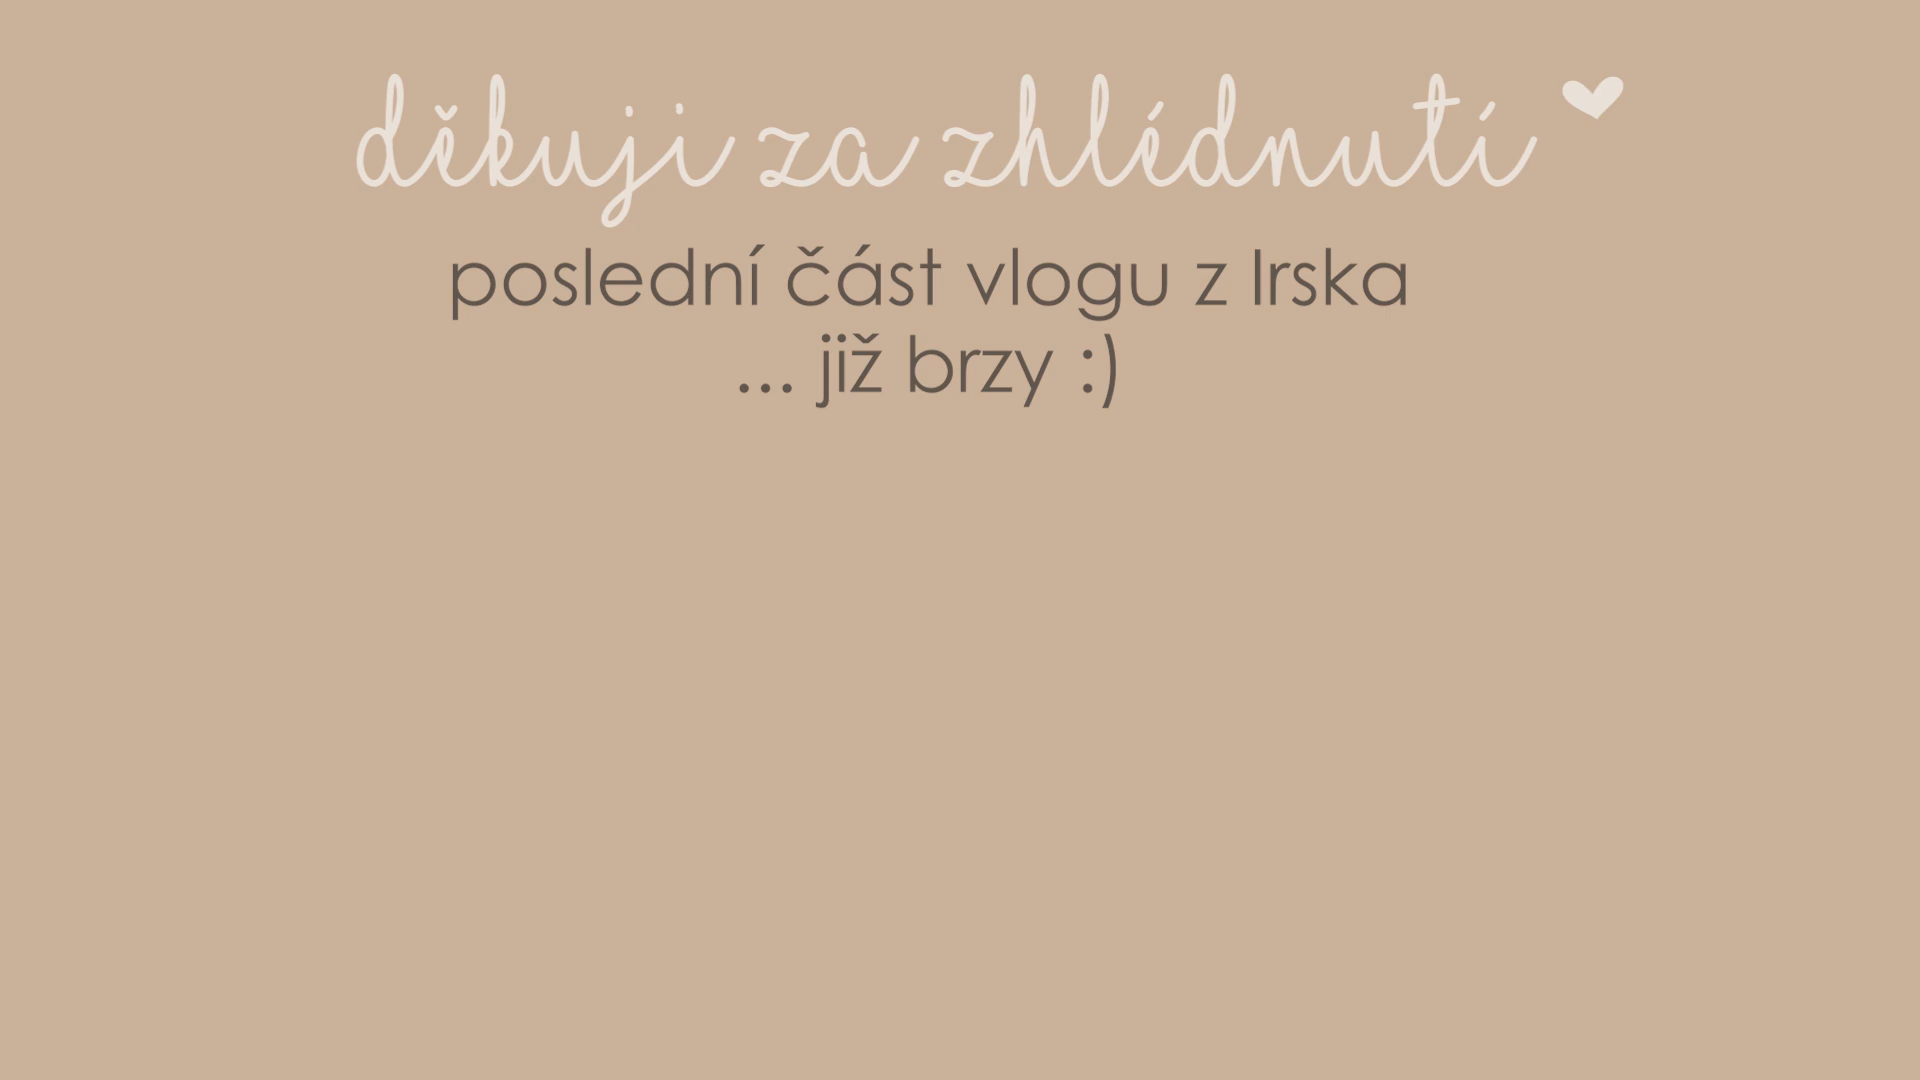 děkuji za zhlédnutí
poslední část vlogu z Irska
... již brzy :)